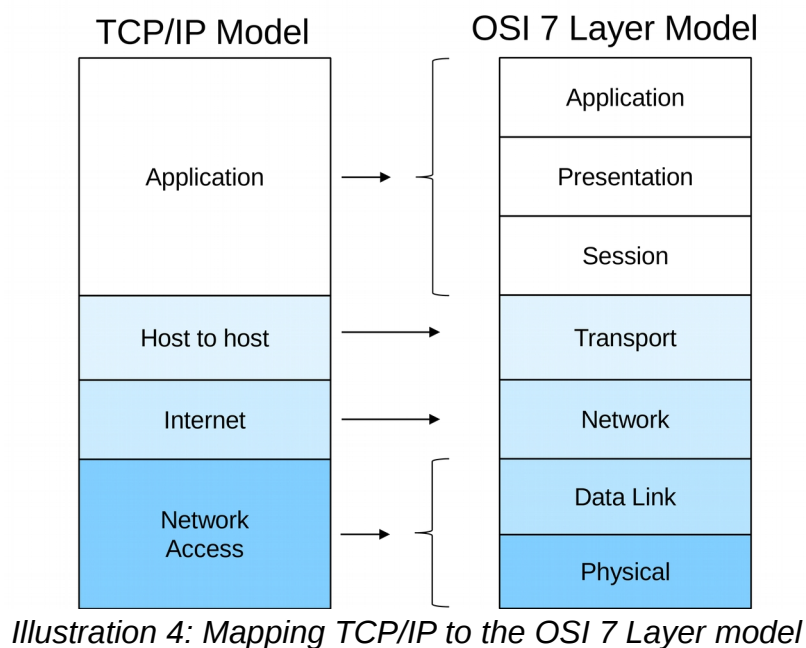 TCP/IP Model
OSI 7 Layer Model
Application
Application
Presentation
Session
Host to host
Transport
Internet
Network
Network
Access
Data Link
Physical
Illustration 4: Mapping TCP/IP to the OSI 7 Layer model